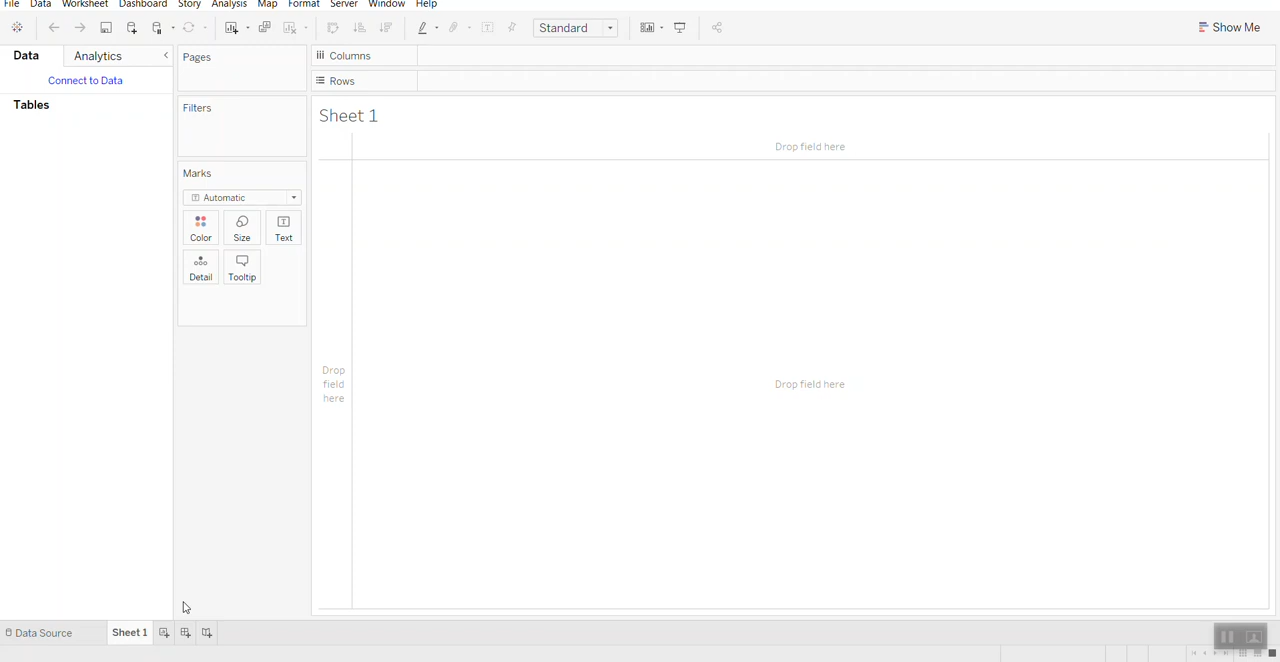 File Data Worksheet Dashboard Story Analysis Map Format Server Window Help
Standard
Show Me
Data
Analytics
Pages
Columns
Connect to Data
Rows
Tables
Filters
Sheet 1
Drop field here
Marks
Automatic
Color
Size
Text
Detail
Tooltip
Drop
field
here
Drop field here
Data Source
Sheet 1